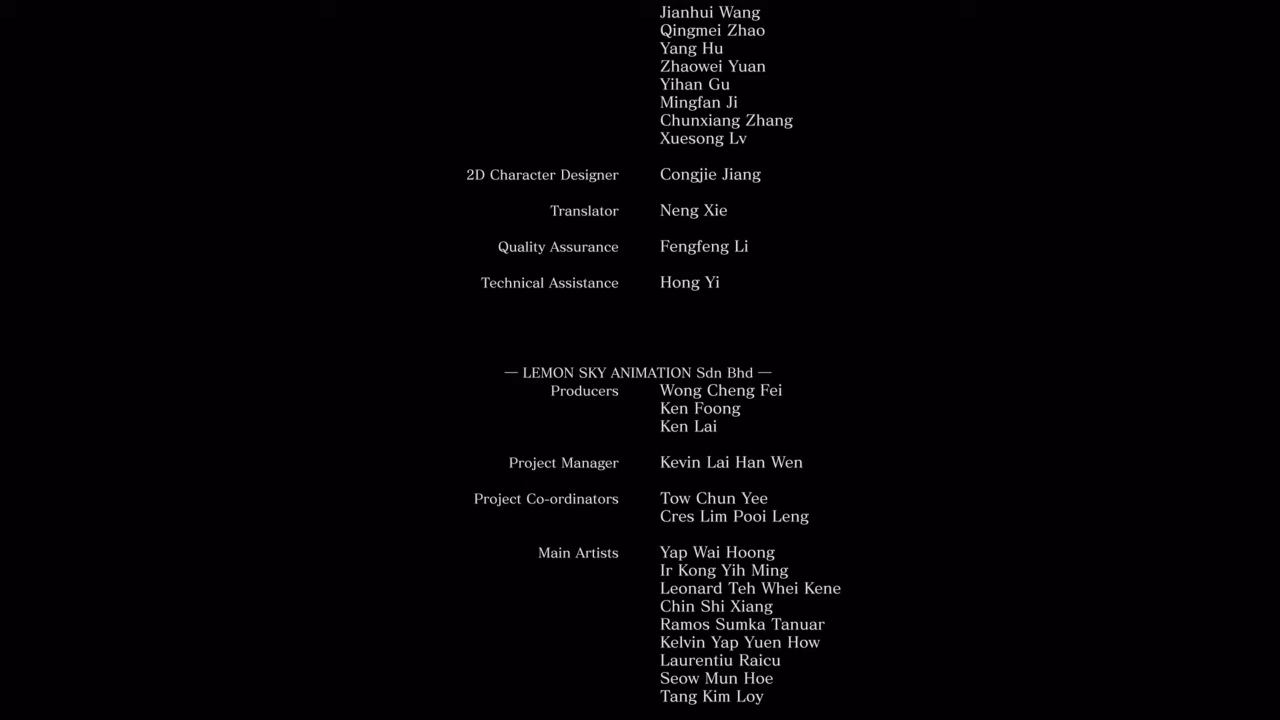 Jianhui Wang
Qingmei Zhao
Yang Hu
Zhaowei Yuan
Yihan Gu
Mingfan Ji
Chunxiang Zhang
Xuesong Lv
2D Character Designer Congjie Jiang
Translator Neng Xie
Quality Assurance Fengfeng Li
Technical Assistance Hong Yi
— LEMON SKY ANIMATION Sdn Bhd —
Producers Wong Cheng Fei
Ken Foong
Ken Lai
Project Manager Kevin Lai Han Wen
Project Co-ordinators Tow Chun Yee
Cres Lim Pooi Leng
Main Artists Yap Wai Hoong
Ir Kong Yih Ming
Leonard Teh Whei Kene
Chin Shi Xiang
Ramos Sumka Tanuar
Kelvin Yap Yuen How
Laurentiu Raicu
Seow Mun Hoe
Tang Kim Loy